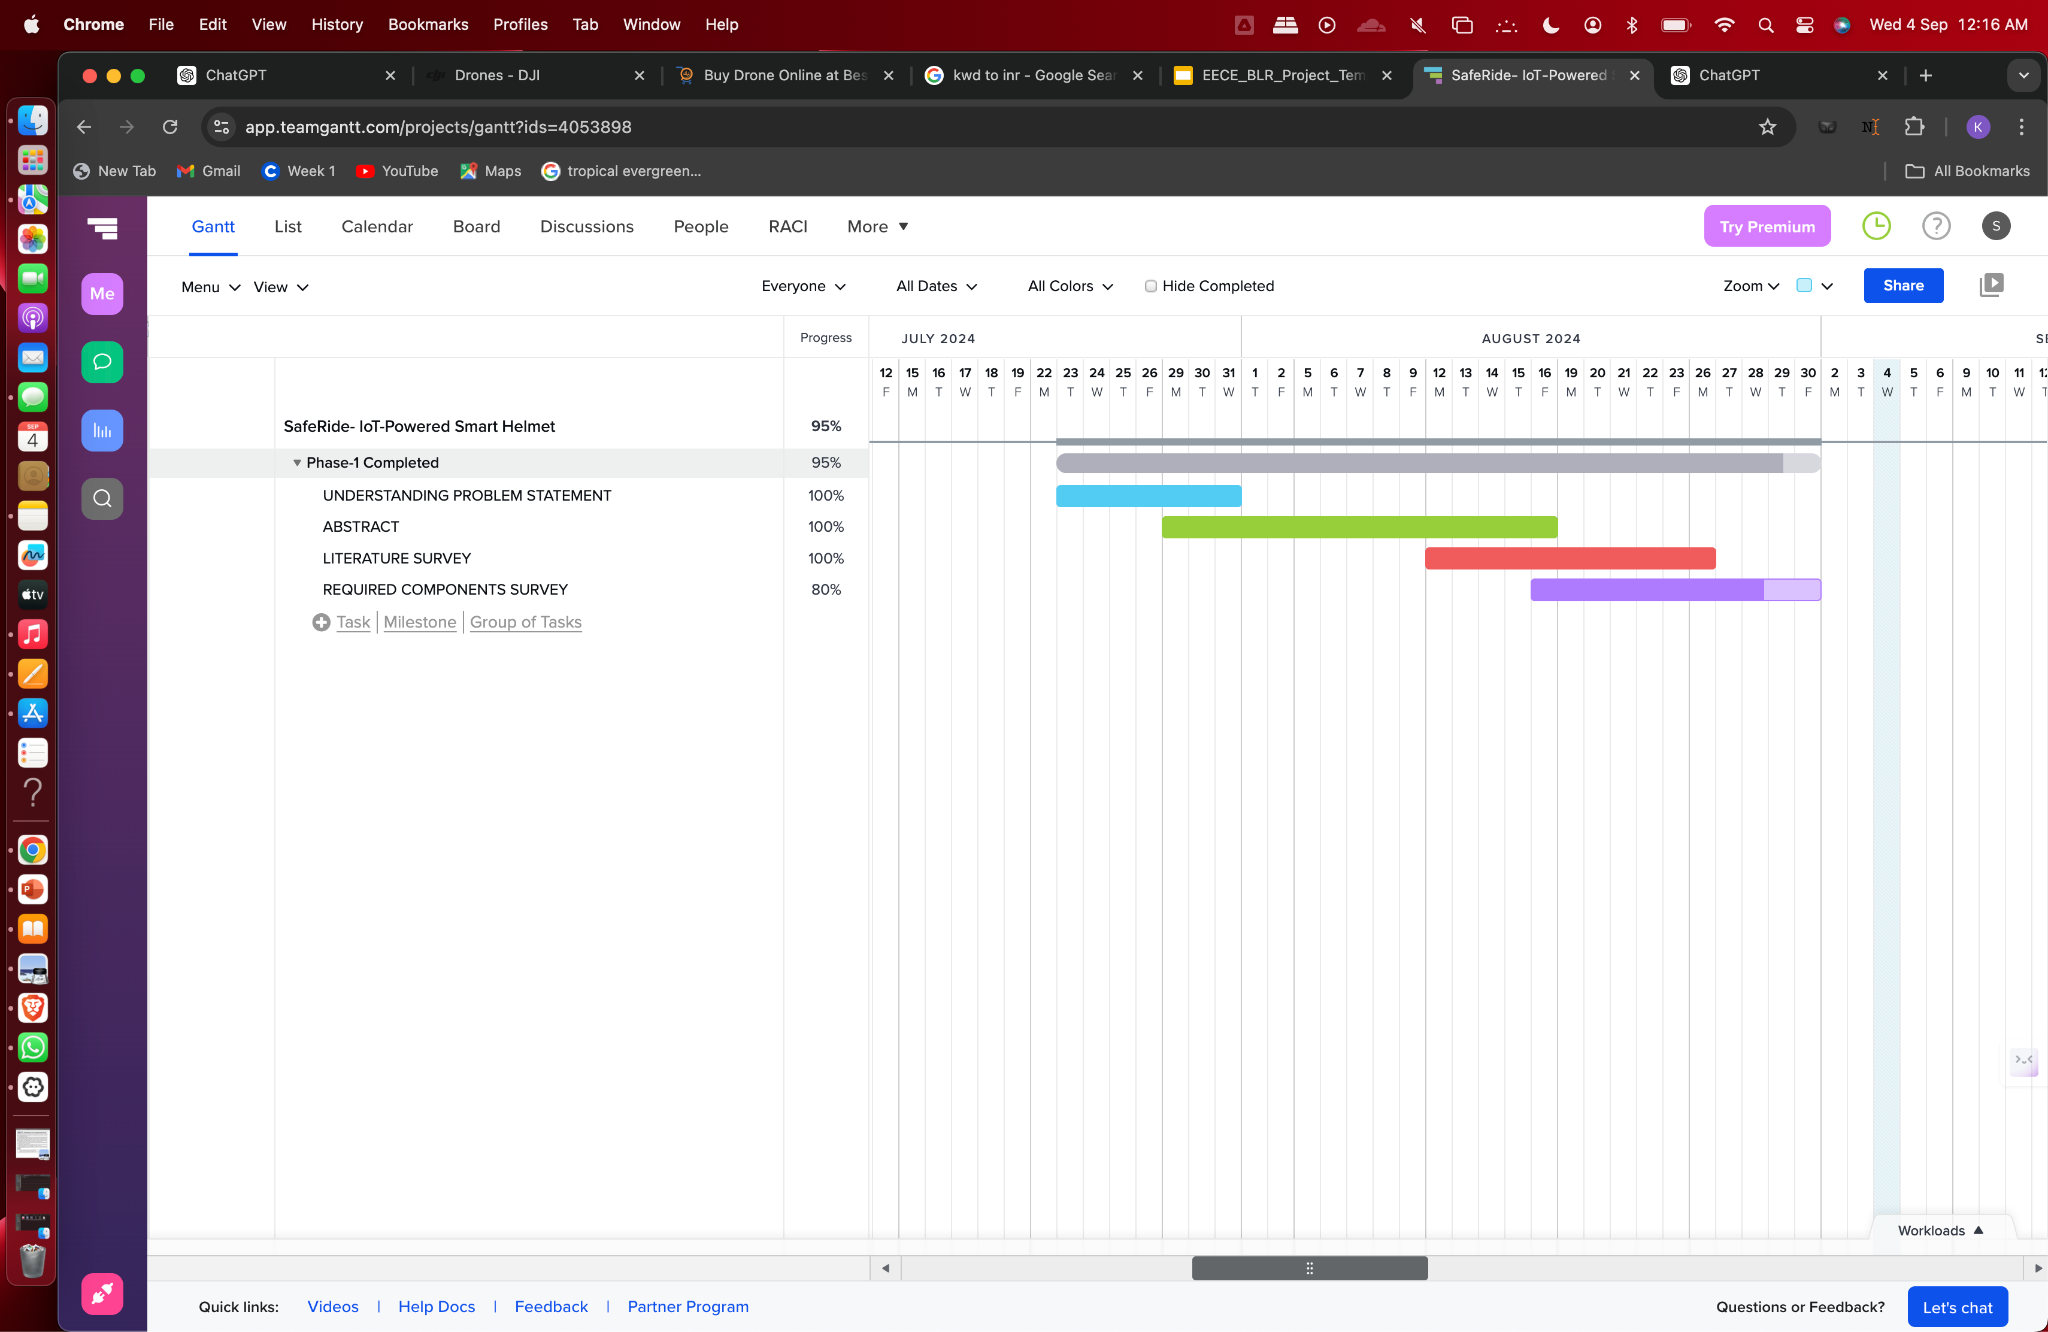 Chrome File Edit View History Bookmarks Profiles Tab Window Help Wed 4 Sep 12:16 AM
ChatGPT Drones - DJI Buy Drone Online at Bes kwd to inr - Google Sear EECE_BLR_Project_Tem SafeRide- IoT-Powered ChatGPT
app.teamgantt.com/projects/gantt?ids=4053898 K
New Tab Gmail Week 1 YouTube Maps tropical evergreen... All Bookmarks
Gantt List Calendar Board Discussions People RACI More Try Premium ? S
Me
Menu View Everyone All Dates All Colors Hide Completed Zoom Share
Progress JULY 2024 AUGUST 2024 SE
12 15 16 17 18 19 22 23 24 25 26 29 30 31 1 2 5 6 7 8 9 12 13 14 15 16 19 20 21 22 23 26 27 28 29 30 2 3 4 5 6 9 10 11 12
F M T W T F M T W T F M T W T F M T W T F M T W T F M T W T F M T W T F M T W T F M T W T
SafeRide- IoT-Powered Smart Helmet 95%
Phase-1 Completed 95%
UNDERSTANDING PROBLEM STATEMENT 100%
ABSTRACT 100%
LITERATURE SURVEY 100%
REQUIRED COMPONENTS SURVEY 80%
Task | Milestone | Group of Tasks
SEP
4
tv
Workloads
Quick links: Videos | Help Docs | Feedback | Partner Program Questions or Feedback? Let's chat